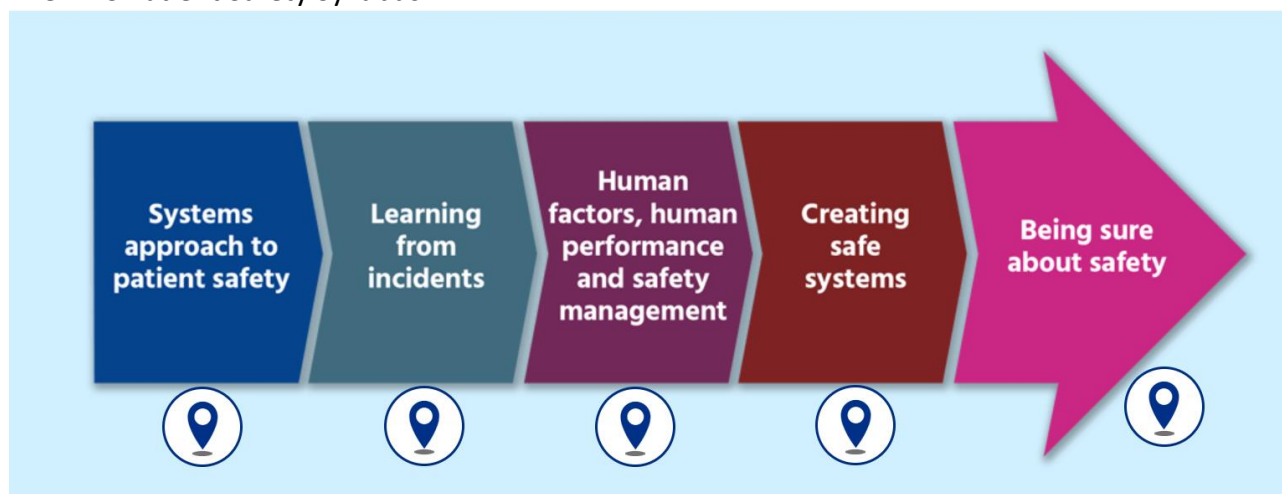 Systems
approach to
patient safety
Learning
from
incidents
Human
factors, human
performance
and safety
management
Creating
safe
systems
Being sure
about safety